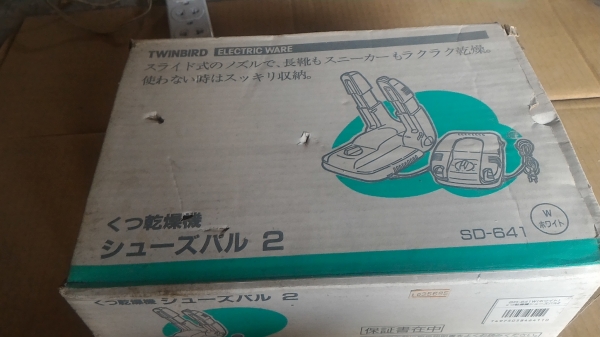 TWINBIRD ELECTRIC WARE
スライド式のノズルで、長靴もスニーカーもラクラク乾燥。
使わない時はスッキリ収納。
くつ乾燥機
シューズパル 2
SD-641
W
ホワイト
くつ乾燥機 シューズパル 2
保証書在中